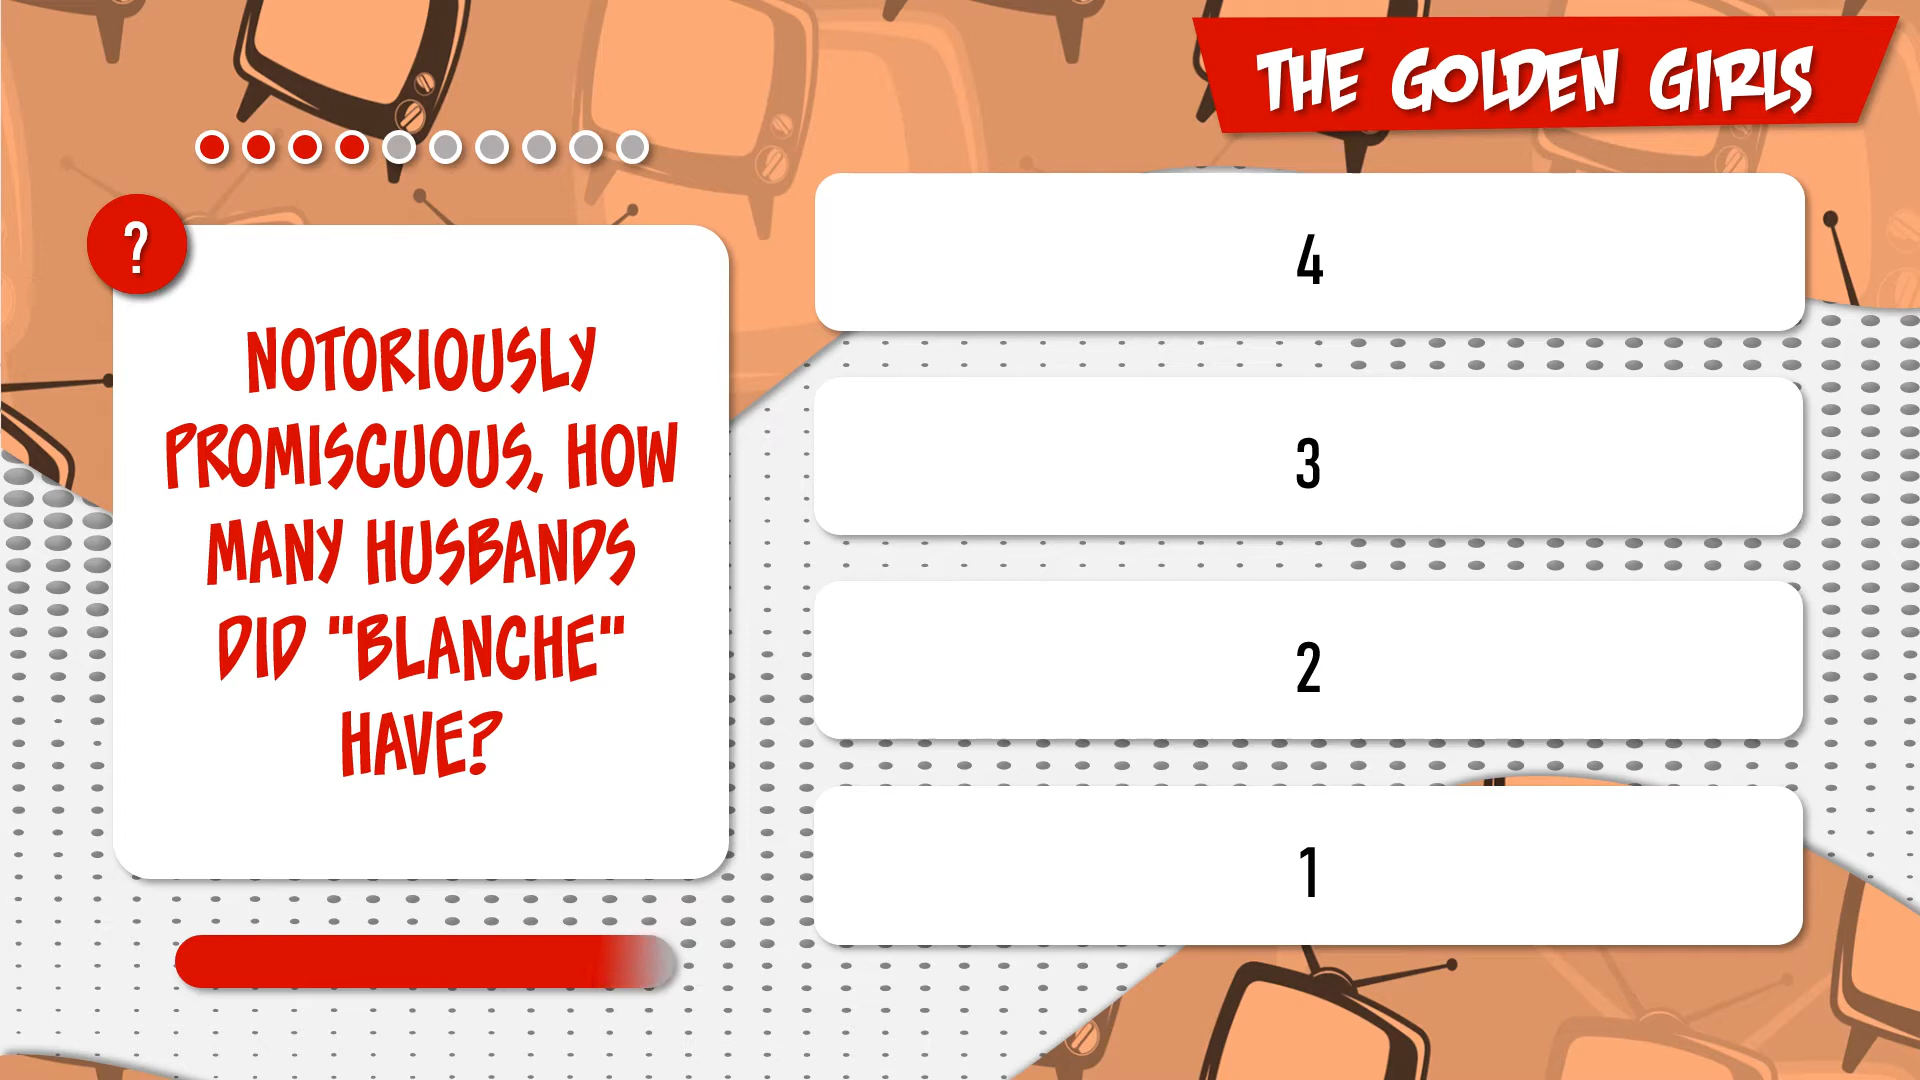 THE GOLDEN GIRLS
?
NOTORIOUSLY
PROMISCUOUS, HOW
MANY HUSBANDS
DID "BLANCHE"
HAVE?
4
3
2
1